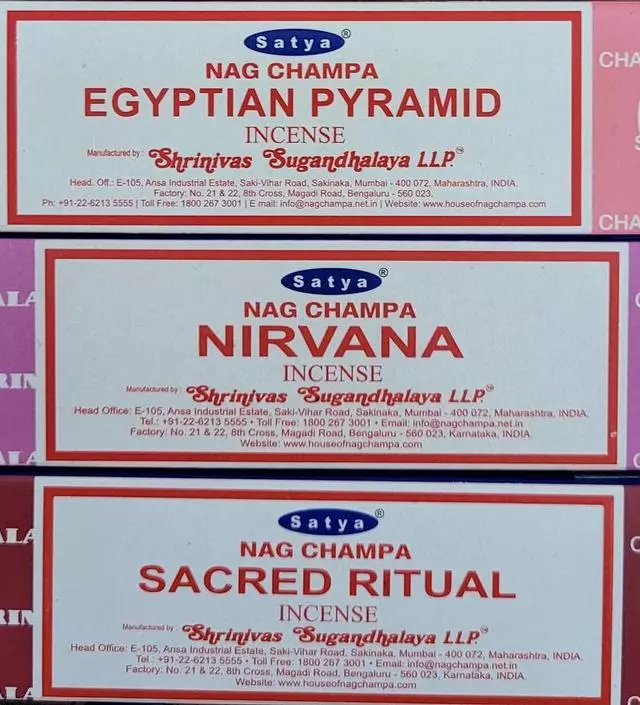 Satya®
NAG CHAMPA
EGYPTIAN PYRAMID
INCENSE
Manufactured by : Shrinivas Sugandhalaya LLP.™
Head. Off.: E-105, Ansa Industrial Estate, Saki-Vihar Road, Sakinaka, Mumbai - 400 072, Maharashtra, INDIA.
Factory: No. 21 & 22, 8th Cross, Magadi Road, Bengaluru - 560 023.
Ph: +91-22-6213 5555 | Toll Free: 1800 267 3001 | E mail: info@nagchampa.net.in | Website: www.houseofnagchampa.com
CHA
CHA
Satya®
NAG CHAMPA
NIRVANA
INCENSE
Manufactured by : Shrinivas Sugandhalaya LLP.™
Head Office: E-105, Ansa Industrial Estate, Saki-Vihar Road, Sakinaka, Mumbai - 400 072, Maharashtra, INDIA.
Tel.: +91-22-6213 5555 • Toll Free: 1800 267 3001 • Email: info@nagchampa.net.in
Factory: No. 21 & 22, 8th Cross, Magadi Road, Bengaluru - 560 023, Karnataka, INDIA.
Website: www.houseofnagchampa.com
ALA
RIN
ALA
Satya®
NAG CHAMPA
SACRED RITUAL
INCENSE
Manufactured by : Shrinivas Sugandhalaya LLP.™
Head Office: E-105, Ansa Industrial Estate, Saki-Vihar Road, Sakinaka, Mumbai - 400 072, Maharashtra, INDIA.
Tel.: +91-22-6213 5555 • Toll Free: 1800 267 3001 • Email: info@nagchampa.net.in
Factory: No. 21 & 22, 8th Cross, Magadi Road, Bengaluru - 560 023, Karnataka, INDIA.
Website: www.houseofnagchampa.com
ALA
RIN
ALA